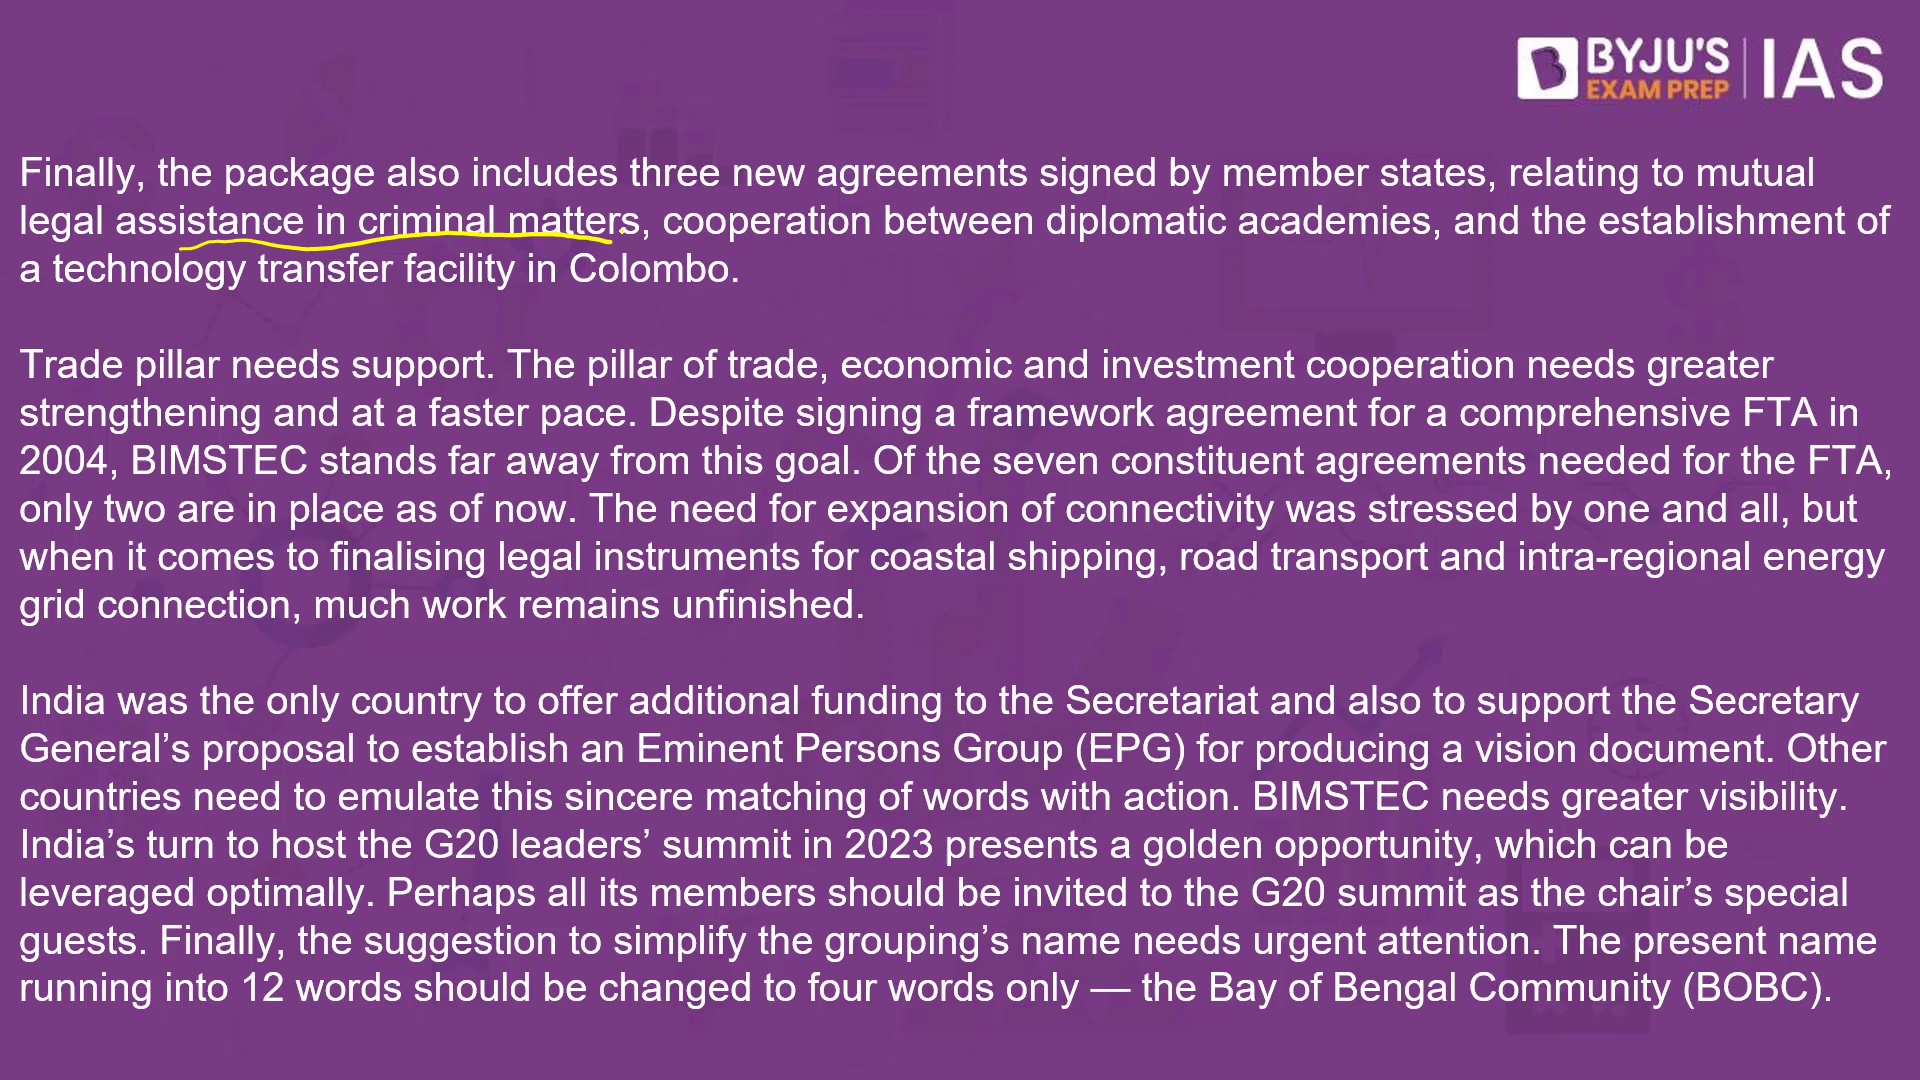 BYJU'S
EXAM PREP
IAS
Finally, the package also includes three new agreements signed by member states, relating to mutual
legal assistance in criminal matters, cooperation between diplomatic academies, and the establishment of
a technology transfer facility in Colombo.
Trade pillar needs support. The pillar of trade, economic and investment cooperation needs greater
strengthening and at a faster pace. Despite signing a framework agreement for a comprehensive FTA in
2004, BIMSTEC stands far away from this goal. Of the seven constituent agreements needed for the FTA,
only two are in place as of now. The need for expansion of connectivity was stressed by one and all, but
when it comes to finalising legal instruments for coastal shipping, road transport and intra-regional energy
grid connection, much work remains unfinished.
India was the only country to offer additional funding to the Secretariat and also to support the Secretary
General’s proposal to establish an Eminent Persons Group (EPG) for producing a vision document. Other
countries need to emulate this sincere matching of words with action. BIMSTEC needs greater visibility.
India’s turn to host the G20 leaders’ summit in 2023 presents a golden opportunity, which can be
leveraged optimally. Perhaps all its members should be invited to the G20 summit as the chair’s special
guests. Finally, the suggestion to simplify the grouping’s name needs urgent attention. The present name
running into 12 words should be changed to four words only — the Bay of Bengal Community (BOBC).